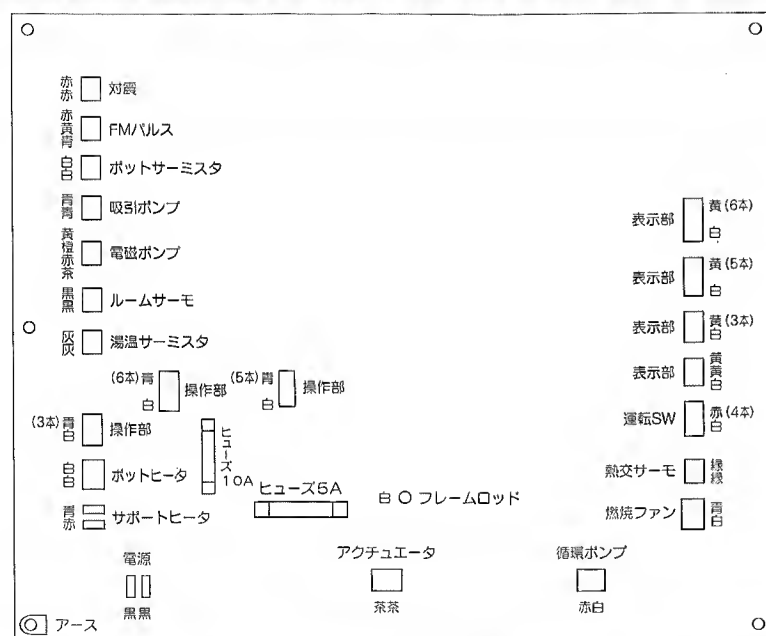 赤
赤
対震
赤
黄
青
FMパルス
白
白
ポットサーミスタ
青
青
吸引ポンプ
黄
橙
赤
茶
電磁ポンプ
黒
黒
ルームサーモ
灰
灰
湯温サーミスタ
(6本)青
白
操作部
(5本)青
白
操作部
(3本)青
白
操作部
ヒューズ
10A
白
白
ポットヒータ
ヒューズ5A
白 フレームロッド
青
赤
サポートヒータ
表示部
黄(6本)
白
表示部
黄(5本)
白
表示部
黄(3本)
白
表示部
黄
黄
白
運転SW
赤(4本)
白
熱交サーモ
緑
緑
燃焼ファン
青
白
電源
黒黒
アクチュエータ
茶茶
循環ポンプ
赤白
アース